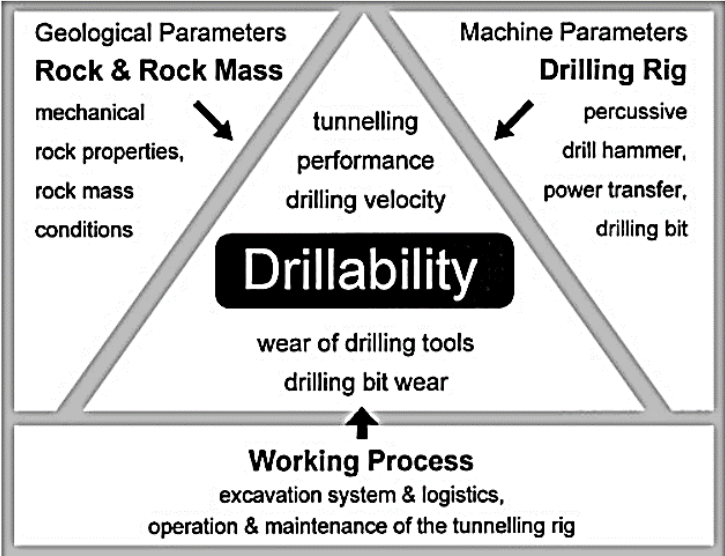 Geological Parameters
Rock & Rock Mass
mechanical
rock properties,
rock mass
conditions
Machine Parameters
Drilling Rig
percussive
drill hammer,
power transfer,
drilling bit
tunnelling
performance
drilling velocity
Drillability
wear of drilling tools
drilling bit wear
Working Process
excavation system & logistics,
operation & maintenance of the tunnelling rig